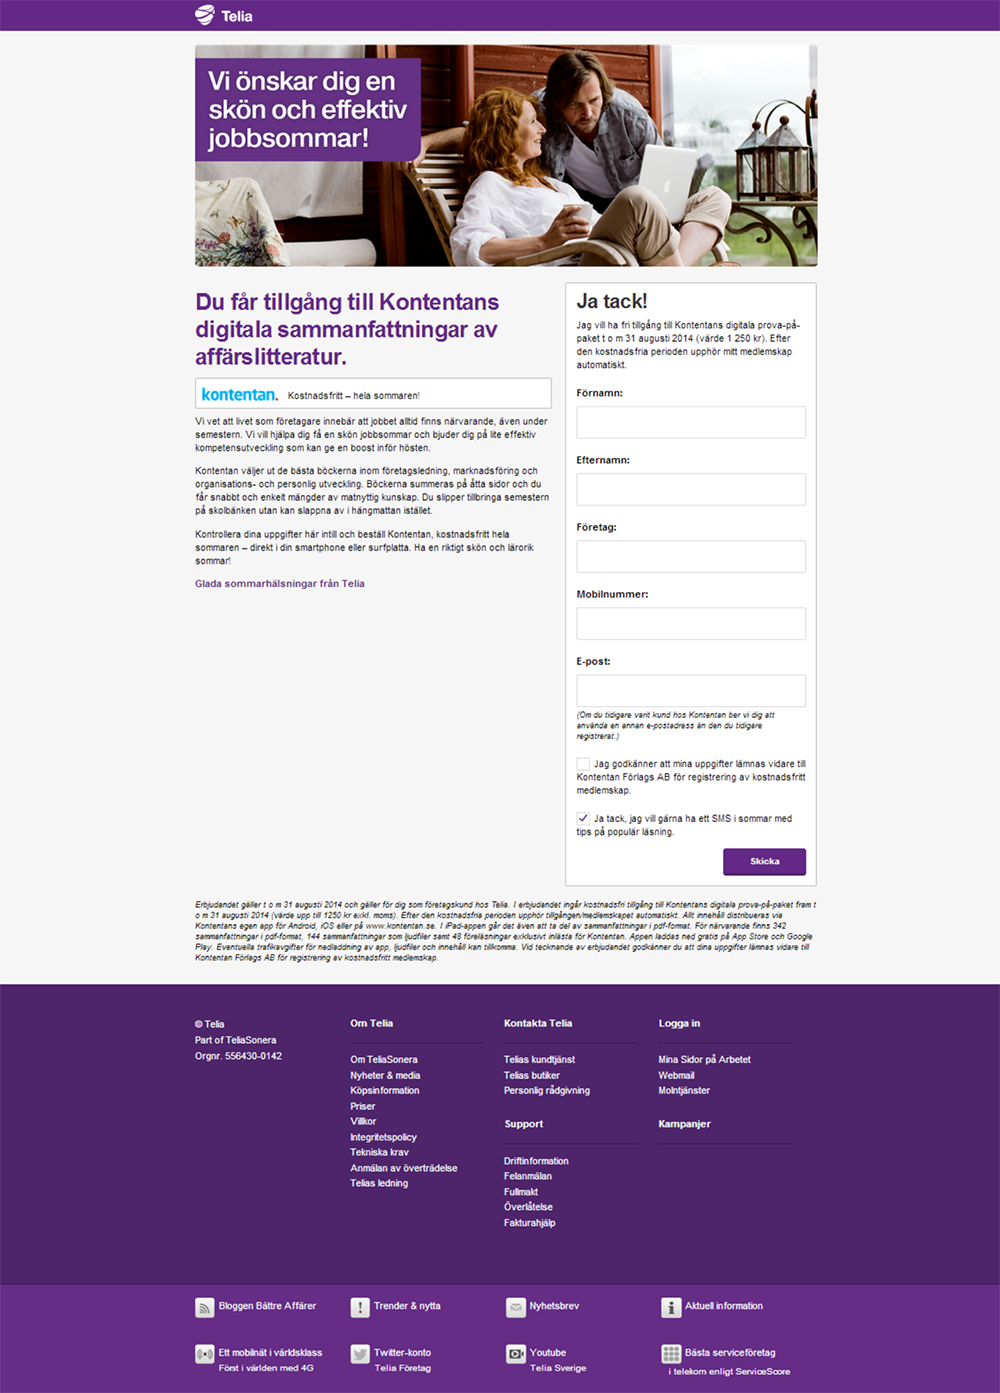 Telia
Vi önskar dig en
skön och effektiv
jobbsommar!
Du får tillgång till Kontentans
digitala sammanfattningar av
affärslitteratur.
kontentan. Kostnadsfritt – hela sommaren!
Vi vet att livet som företagare innebär att jobbet alltid finns närvarande, även under
semestern. Vi vill hjälpa dig få en skön jobbsommar och bjuder dig på lite effektiv
kompetensutveckling som kan ge en boost inför hösten.
Kontentan väljer ut de bästa böckerna inom företagsledning, marknadsföring och
organisations- och personlig utveckling. Böckerna summeras på åtta sidor och du
får snabbt och enkelt mängder av matnyttig kunskap. Du slipper tillbringa semestern
på skolbänken utan kan slappna av i hängmattan istället.
Kontrollera dina uppgifter här intill och beställ Kontentan, kostnadsfritt hela
sommaren – direkt i din smartphone eller surfplatta. Ha en riktigt skön och lärorik
sommar!
Glada sommarhälsningar från Telia
Ja tack!
Jag vill ha fri tillgång till Kontentans digitala prova-på-
paket t o m 31 augusti 2014 (värde 1 250 kr). Efter
den kostnadsfria perioden upphör mitt medlemskap
automatiskt.
Förnamn:
Efternamn:
Företag:
Mobilnummer:
E-post:
(Om du tidigare varit kund hos Kontentan ber vi dig att
använda en annan e-postadress än den du tidigare
registrerat.)
Jag godkänner att mina uppgifter lämnas vidare till
Kontentan Förlags AB för registrering av kostnadsfritt
medlemskap.
Ja tack, jag vill gärna ha ett SMS i sommar med
tips på populär läsning.
Skicka
Erbjudandet gäller t o m 31 augusti 2014 och gäller för dig som företagskund hos Telia. I erbjudandet ingår kostnadsfri tillgång till Kontentans digitala prova-på-paket fram t
o m 31 augusti 2014 (värde upp till 1250 kr exkl. moms). Efter den kostnadsfria perioden upphör tillgången/medlemskapet automatiskt. Allt innehåll distribueras via
Kontentans egen app för Android, iOS eller på www.kontentan.se. I iPad-appen går det även att ta del av sammanfattningar i pdf-format. För närvarande finns 342
sammanfattningar i pdf-format, 144 sammanfattningar som ljudfiler samt 48 föreläsningar exklusivt inlästa för Kontentan. Appen laddas ned gratis på App Store och Google
Play. Eventuella trafikavgifter för nedladdning av app, ljudfiler och innehåll kan tillkomma. Vid tecknande av erbjudandet godkänner du att dina uppgifter lämnas vidare till
Kontentan Förlags AB för registrering av kostnadsfritt medlemskap.
© Telia
Part of TeliaSonera
Orgnr. 556430-0142
Om Telia
Om TeliaSonera
Nyheter & media
Köpsinformation
Priser
Villkor
Integritetspolicy
Tekniska krav
Anmälan av överträdelse
Telias ledning
Kontakta Telia
Telias kundtjänst
Telias butiker
Personlig rådgivning
Support
Driftinformation
Felanmälan
Fullmakt
Överlåtelse
Fakturahjälp
Logga in
Mina Sidor på Arbetet
Webmail
Molntjänster
Kampanjer
Bloggen Bättre Affärer
Trender & nytta
Nyhetsbrev
Aktuell information
Ett mobilnät i världsklass
Först i världen med 4G
Twitter-konto
Telia Företag
Youtube
Telia Sverige
Bästa serviceföretag
i telekom enligt ServiceScore